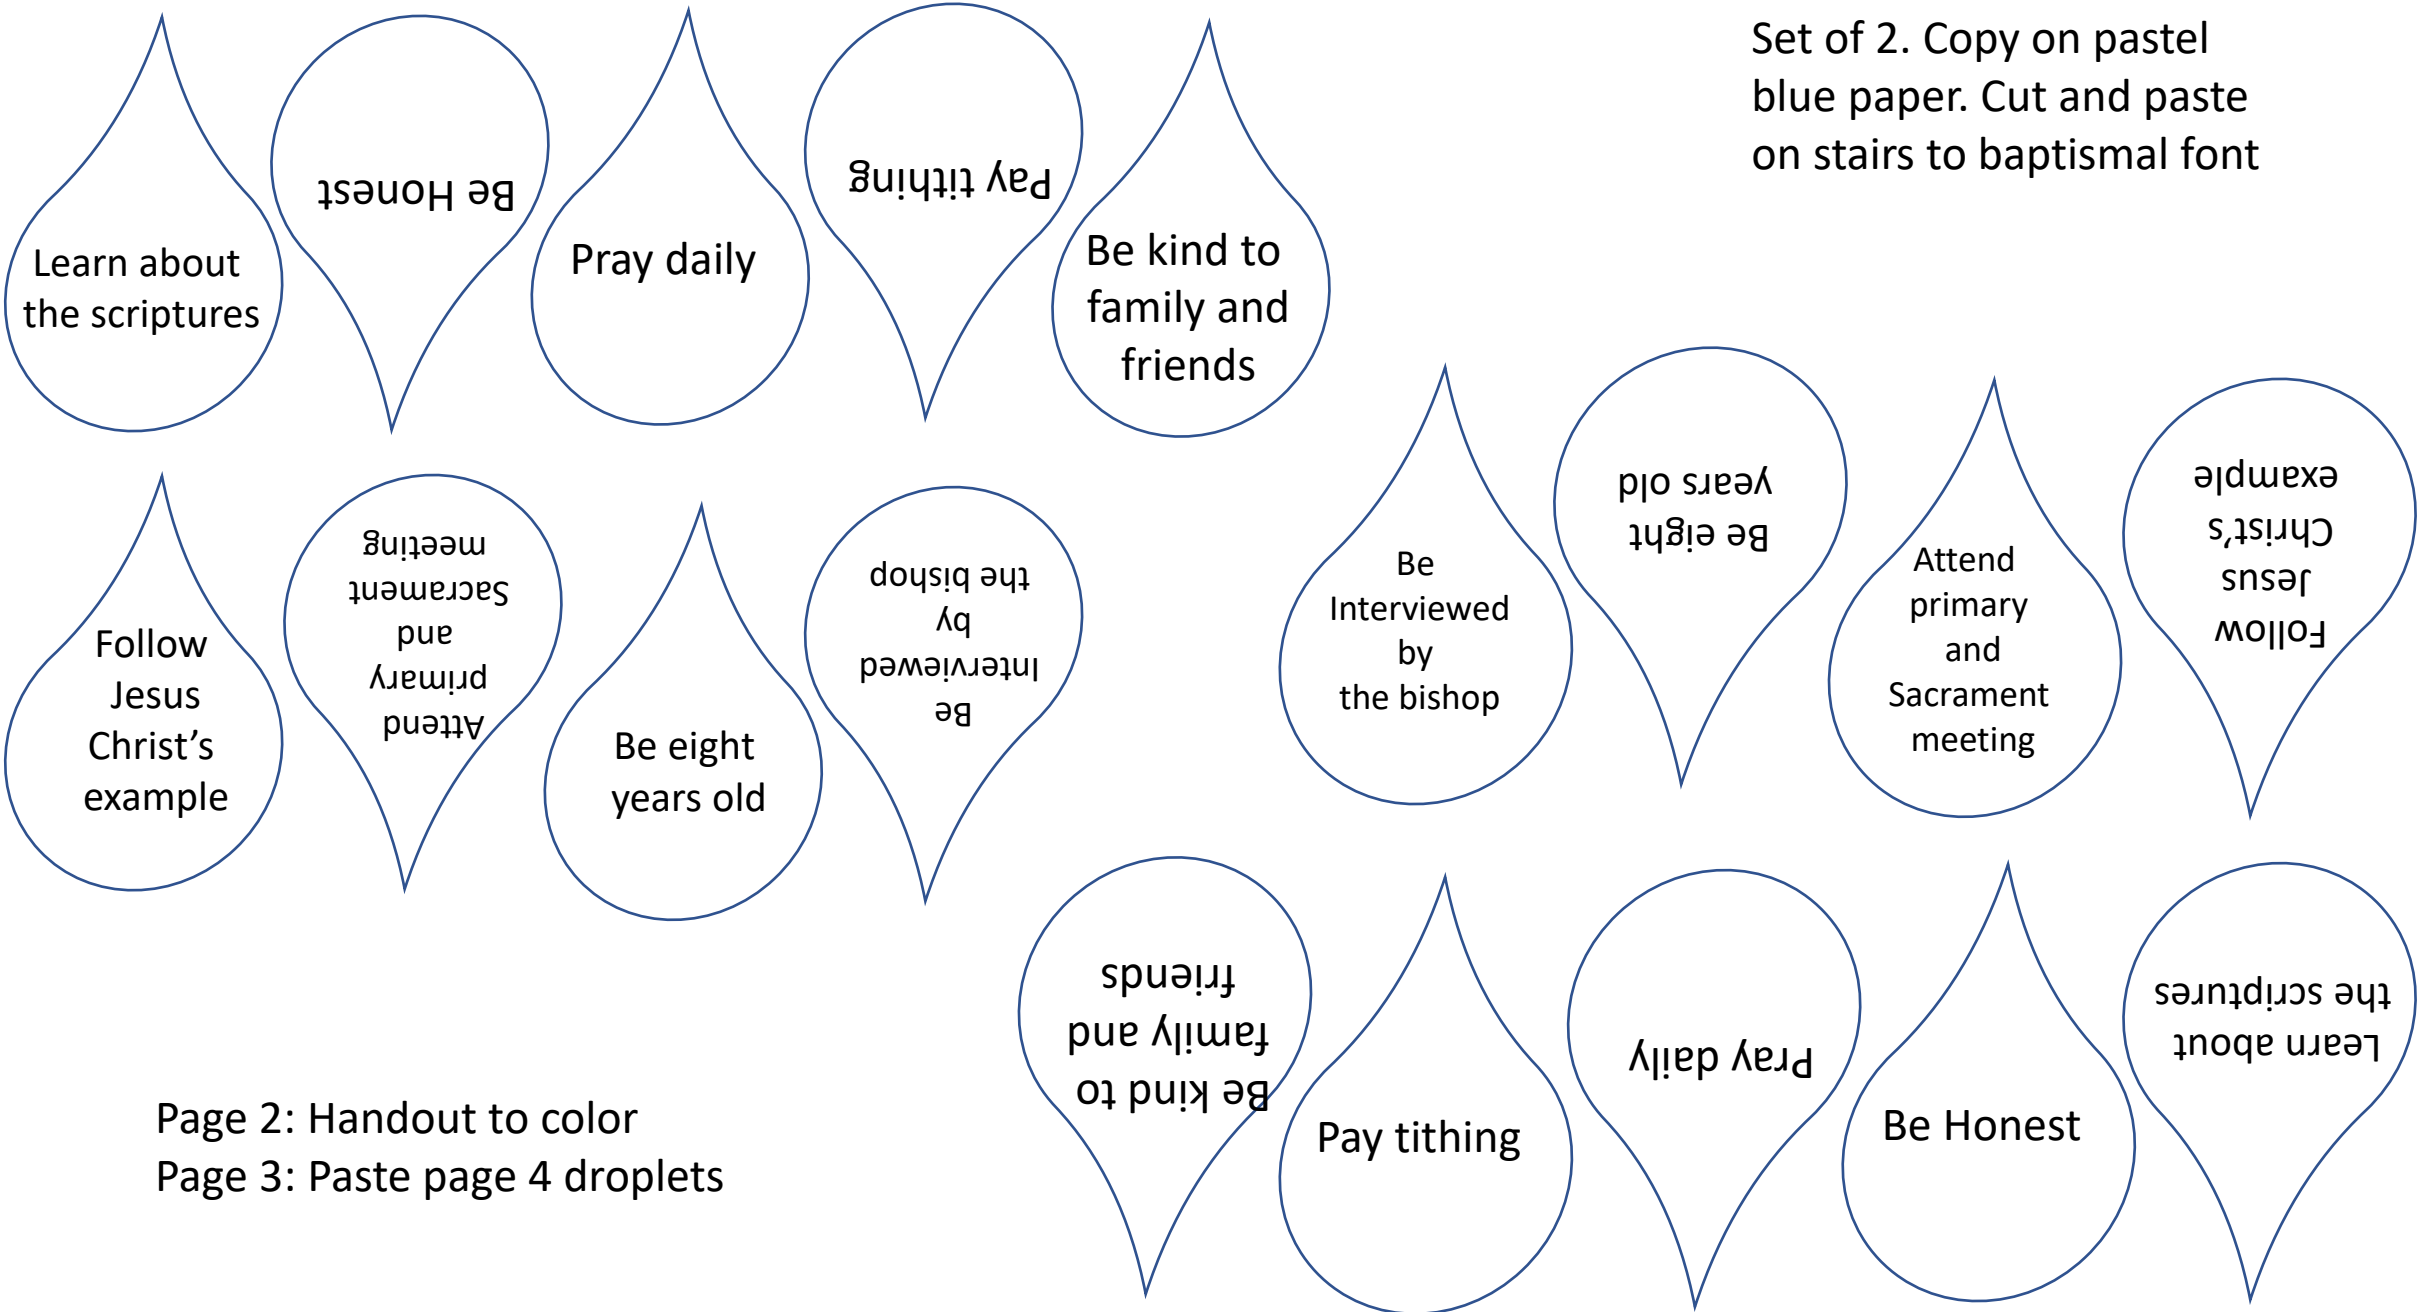 Set of 2. Copy on pastel
blue paper. Cut and paste
on stairs to baptismal font
Learn about
the scriptures
Be Honest
Pray daily
Pay tithing
Be kind to
family and
friends
Follow
Jesus
Christ’s
example
Attend
primary
and
Sacrament
meeting
Be eight
years old
Be
Interviewed
by
the bishop
Be
Interviewed
by
the bishop
Be eight
years old
Attend
primary
and
Sacrament
meeting
Follow
Jesus
Christ’s
example
Be kind to
family and
friends
Pay tithing
Pray daily
Be Honest
Learn about
the scriptures
Page 2: Handout to color
Page 3: Paste page 4 droplets